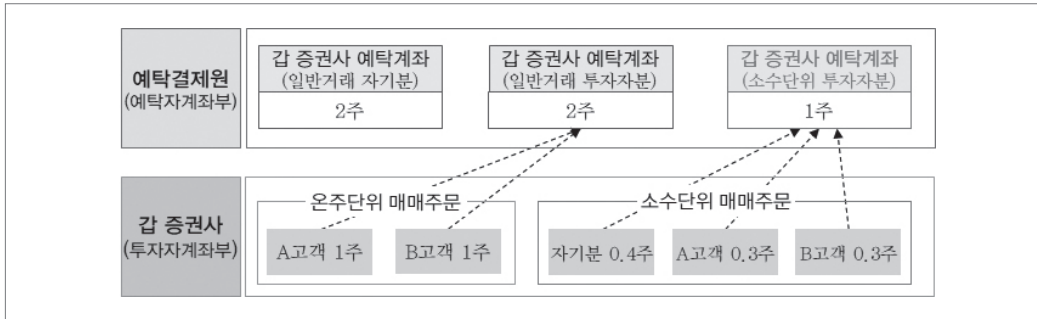 예탁결제원
(예탁자계좌부)
갑 증권사 예탁계좌
(일반거래 자기분)
2주
갑 증권사 예탁계좌
(일반거래 투자자분)
2주
갑 증권사 예탁계좌
(소수단위 투자자분)
1주
갑 증권사
(투자자계좌부)
온주단위 매매주문
A고객 1주
B고객 1주
소수단위 매매주문
자기분 0.4주
A고객 0.3주
B고객 0.3주